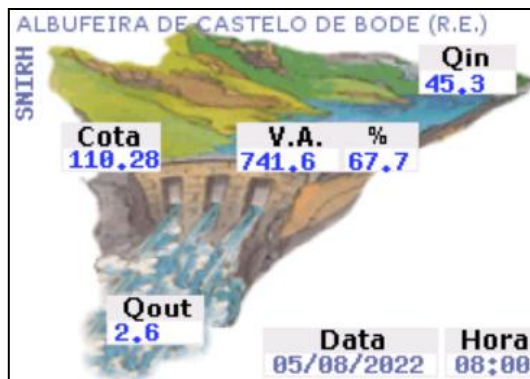 ALBUFEIRA DE CASTELO DE BODE (R.E.)
SNIRH
Qin
45.3
Cota
110.28
V.A.
741.6
%
67.7
Qout
2.6
Data
05/08/2022
Hora
08:00